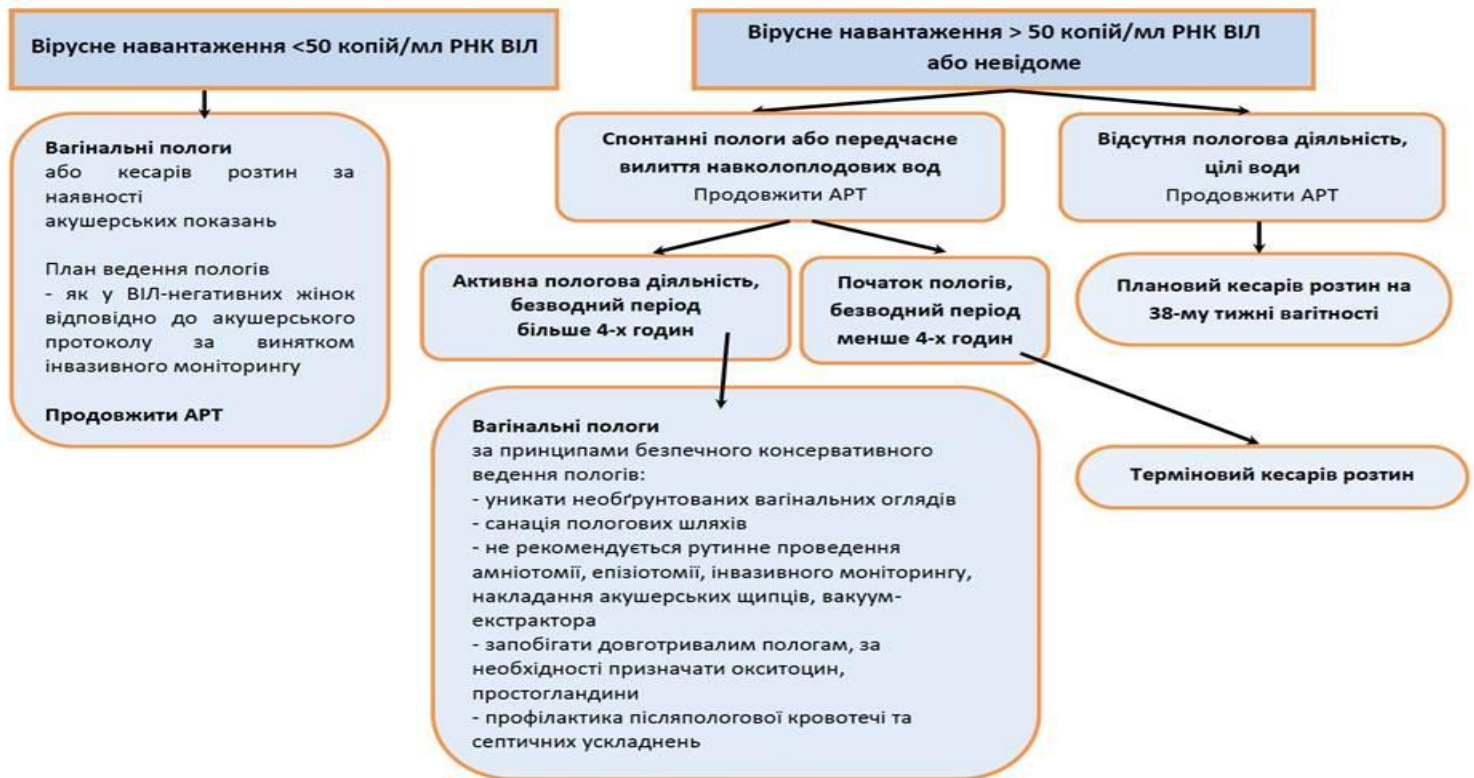 Вірусне навантаження <50 копій/мл РНК ВІЛ
Вагінальні пологи
або кесарів розтин за
наявності
акушерських показань
План ведення пологів
- як у ВІЛ-негативних жінок
відповідно до акушерського
протоколу за винятком
інвазивного моніторингу
Продовжити АРТ
Вірусне навантаження > 50 копій/мл РНК ВІЛ
або невідоме
Спонтанні пологи або передчасне
вилиття навколоплодових вод
Продовжити АРТ
Відсутня пологова діяльність,
цілі води
Продовжити АРТ
Активна пологова діяльність,
безводний період
більше 4-х годин
Початок пологів,
безводний період
менше 4-х годин
Плановий кесарів розтин на
38-му тижні вагітності
Вагінальні пологи
за принципами безпечного консервативного
ведення пологів:
- уникати необґрунтованих вагінальних оглядів
- санація пологових шляхів
- не рекомендується рутинне проведення
амніотомії, епізіотомії, інвазивного моніторингу,
накладання акушерських щипців, вакуум-
екстрактора
- запобігати довготривалим пологам, за
необхідності призначати окситоцин,
простогландини
- профілактика післяпологової кровотечі та
септичних ускладнень
Терміновий кесарів розтин